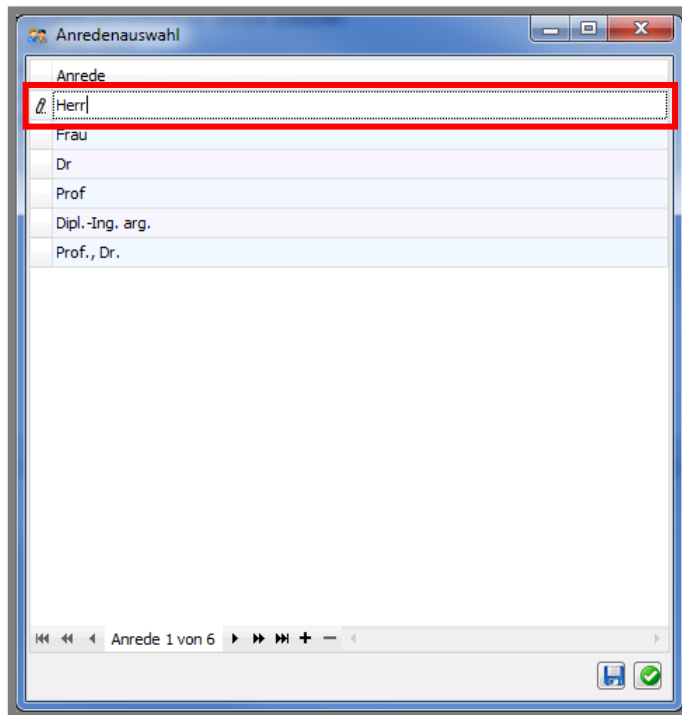 Anredenauswahl
Anrede
Herr
Frau
Dr
Prof
Dipl.-Ing. arg.
Prof., Dr.
Anrede 1 von 6